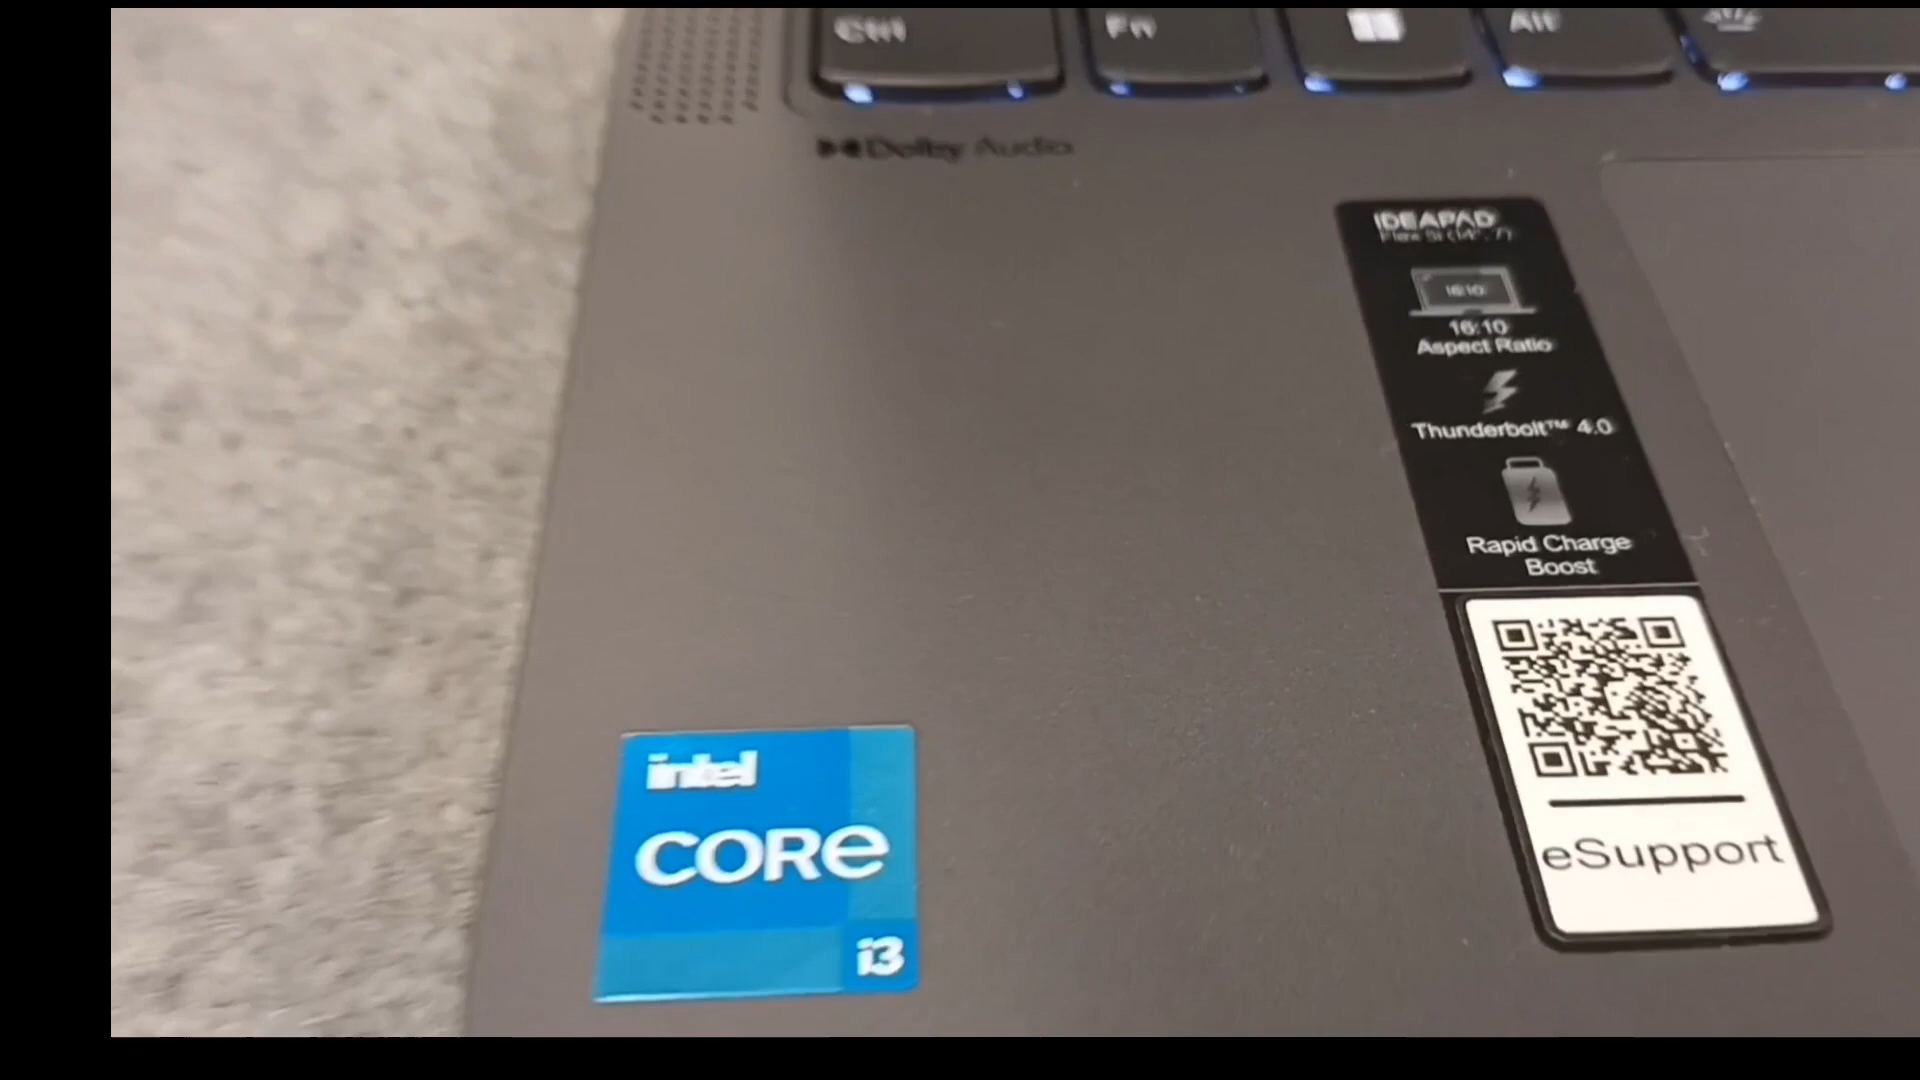 Ctrl Fn Alt
Dolby Audio
IDEAPAD
16:10
16:10
Aspect Ratio
Thunderbolt™ 4.0
Rapid Charge
Boost
eSupport
intel
CORE
i3